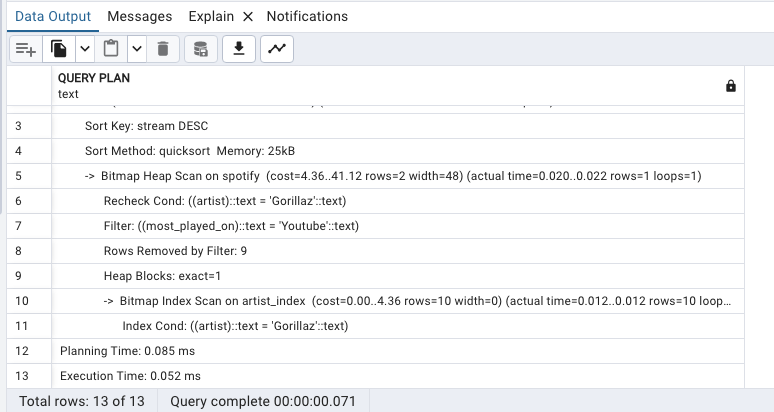 Data Output Messages Explain × Notifications
QUERY PLAN
text
3 Sort Key: stream DESC
4 Sort Method: quicksort Memory: 25kB
5 -> Bitmap Heap Scan on spotify (cost=4.36..41.12 rows=2 width=48) (actual time=0.020..0.022 rows=1 loops=1)
6 Recheck Cond: ((artist)::text = 'Gorillaz'::text)
7 Filter: ((most_played_on)::text = 'Youtube'::text)
8 Rows Removed by Filter: 9
9 Heap Blocks: exact=1
10 -> Bitmap Index Scan on artist_index (cost=0.00..4.36 rows=10 width=0) (actual time=0.012..0.012 rows=10 loop...
11 Index Cond: ((artist)::text = 'Gorillaz'::text)
12 Planning Time: 0.085 ms
13 Execution Time: 0.052 ms
Total rows: 13 of 13 Query complete 00:00:00.071